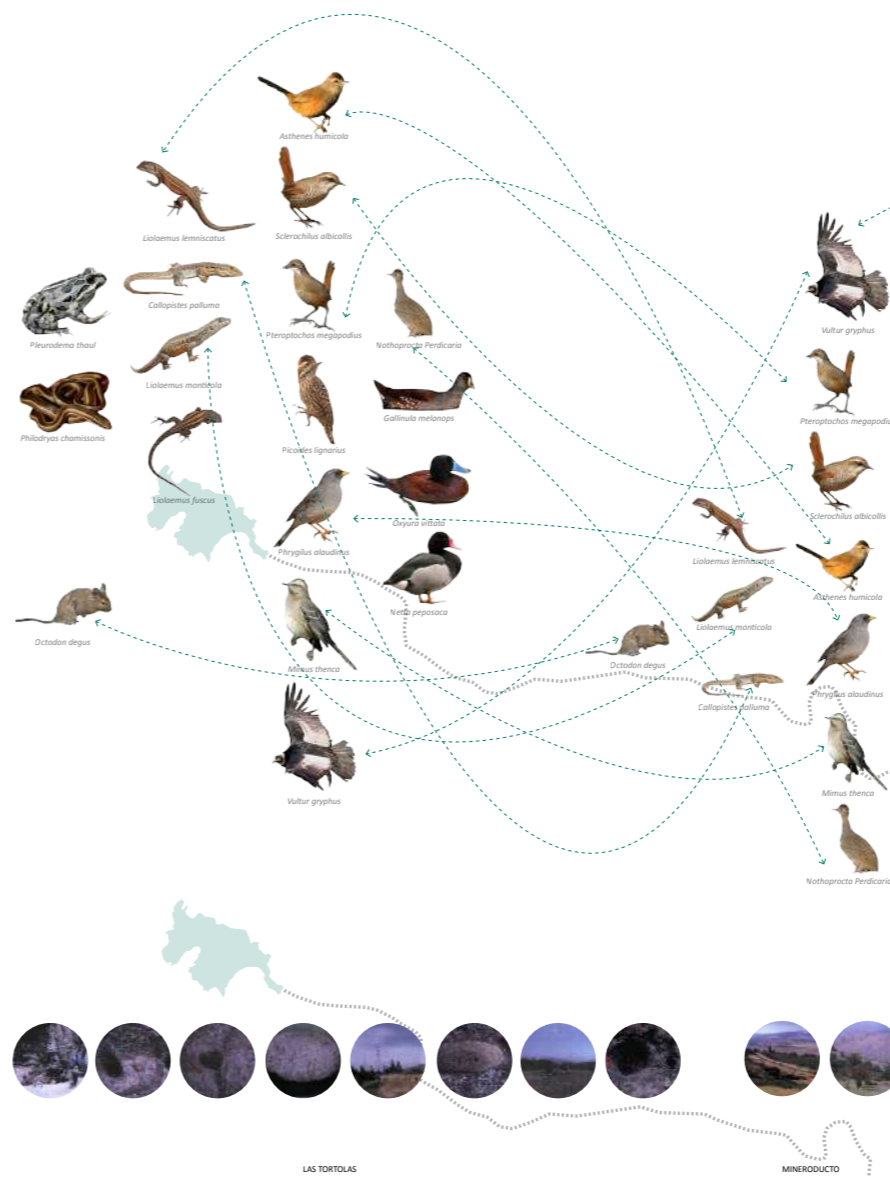 Asthenes humicola
Liolaemus lemniscatus
Sclerochilus albicollis
Callopistes palluma
Pleurodema thaul
Pteroptochos megapodius
Nothoprocta Perdicaria
Vultur gryphus
Liolaemus monticola
Philodryas chamissonis
Picoides lignarius
Gallinula melanops
Pteroptochos megapodius
Liolaemus fuscus
Oxyura vittata
Sclerochilus albicollis
Phrygilus alaudinus
Liolaemus lemniscatus
Asthenes humicola
Netta peposaca
Octodon degus
Mimus thenca
Liolaemus monticola
Octodon degus
Phrygilus alaudinus
Callopistes palluma
Vultur gryphus
Mimus thenca
Nothoprocta Perdicaria
LAS TORTOLAS
MINERODUCTO